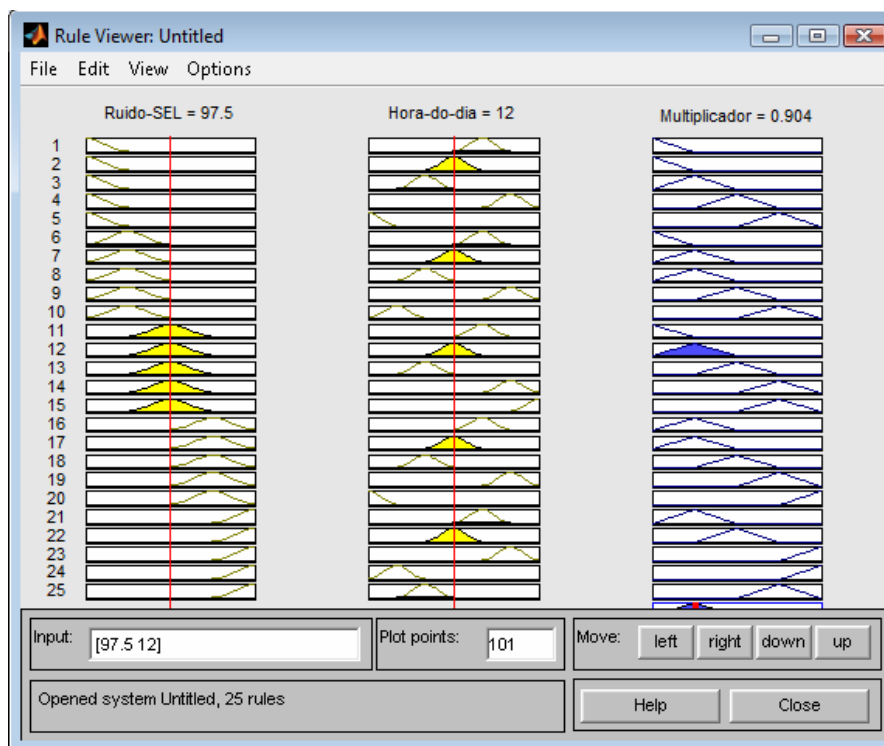 Rule Viewer: Untitled
File Edit View Options
Ruido-SEL = 97.5
Hora-do-dia = 12
Multiplicador = 0.904
1
2
3
4
5
6
7
8
9
10
11
12
13
14
15
16
17
18
19
20
21
22
23
24
25
Input: [97.5 12]
Plot points: 101
Move: left right down up
Opened system Untitled, 25 rules
Help Close